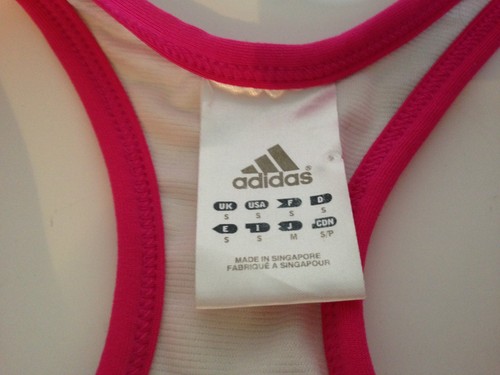 adidas
UK USA F D
S S S S
E I J CDN
S S M S/P
MADE IN SINGAPORE
FABRIQUÉ A SINGAPOUR